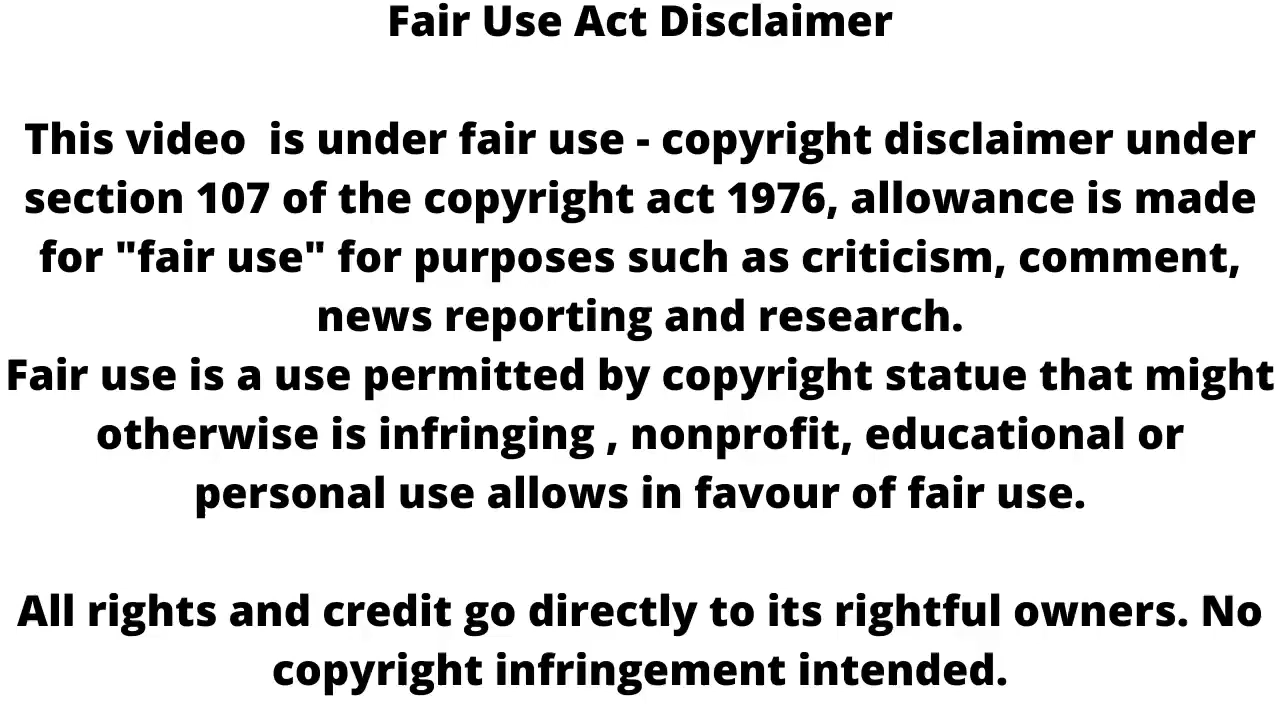 Fair Use Act Disclaimer
This video  is under fair use - copyright disclaimer under
section 107 of the copyright act 1976, allowance is made
for "fair use" for purposes such as criticism, comment,
news reporting and research.
Fair use is a use permitted by copyright statue that might
otherwise is infringing , nonprofit, educational or
personal use allows in favour of fair use.
All rights and credit go directly to its rightful owners. No
copyright infringement intended.